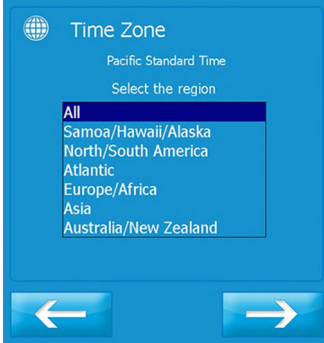 Time Zone
Pacific Standard Time
Select the region
All
Samoa/Hawaii/Alaska
North/South America
Atlantic
Europe/Africa
Asia
Australia/New Zealand